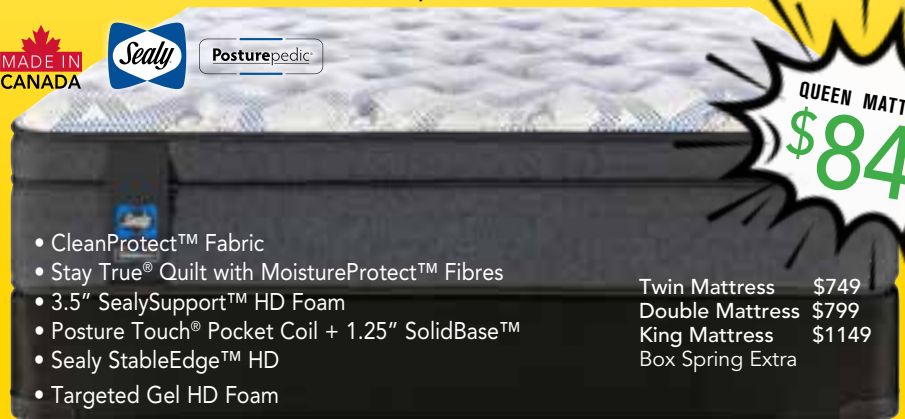 MADE IN
CANADA
Sealy
Posturepedic®
QUEEN
$84
Sealy
• CleanProtect™ Fabric
• Stay True® Quilt with MoistureProtect™ Fibres
• 3.5” SealySupport™ HD Foam
• Posture Touch® Pocket Coil + 1.25” SolidBase™
• Sealy StableEdge™ HD
• Targeted Gel HD Foam
Twin Mattress $749
Double Mattress $799
King Mattress $1149
Box Spring Extra